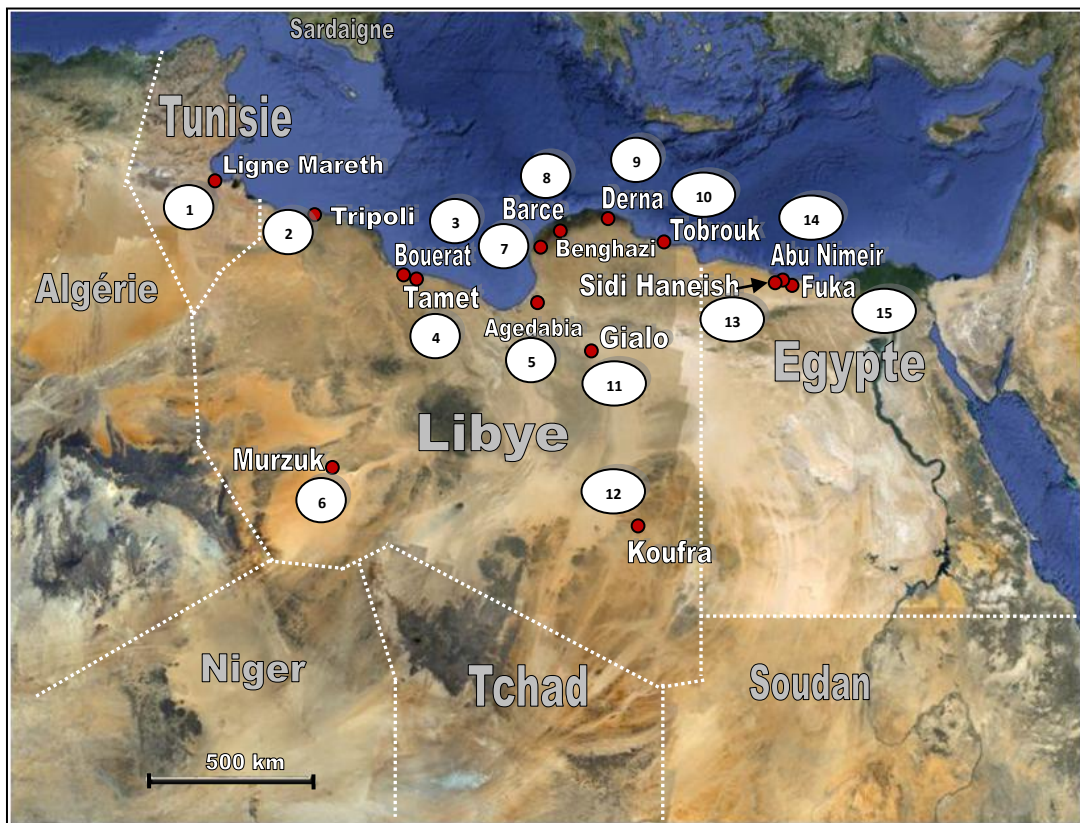 Sardaigne
Tunisie
Ligne Mareth
1
2
Tripoli
3
Bouerat
Tamet
4
7
8
Barce
9
Derna
Benghazi
10
Tobrouk
14
Abu Nimeir
Sidi Haneish
Fuka
13
15
Egypte
Algérie
Agedabia
5
Gialo
11
Libye
Murzuk
6
12
Koufra
Niger
Tchad
Soudan
500 km